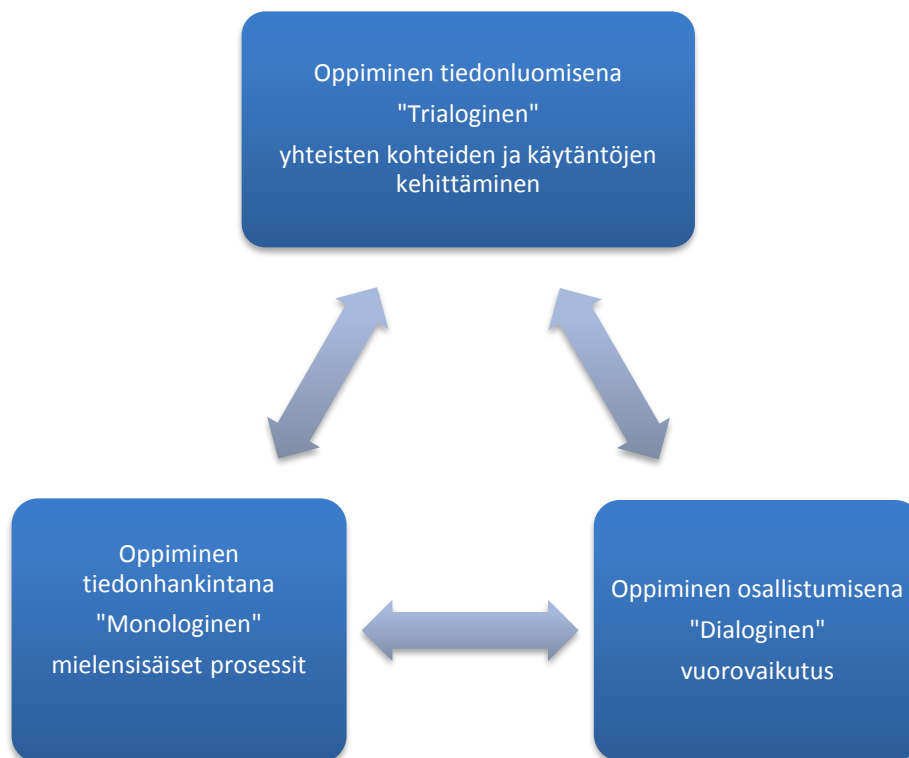 Oppiminen tiedonluomisena
"Trialoginen"
yhteisten kohteiden ja käytäntöjen
kehittäminen
Oppiminen
tiedonhankintana
"Monologinen"
mielensisäiset prosessit
Oppiminen osallistumisena
"Dialoginen"
vuorovaikutus